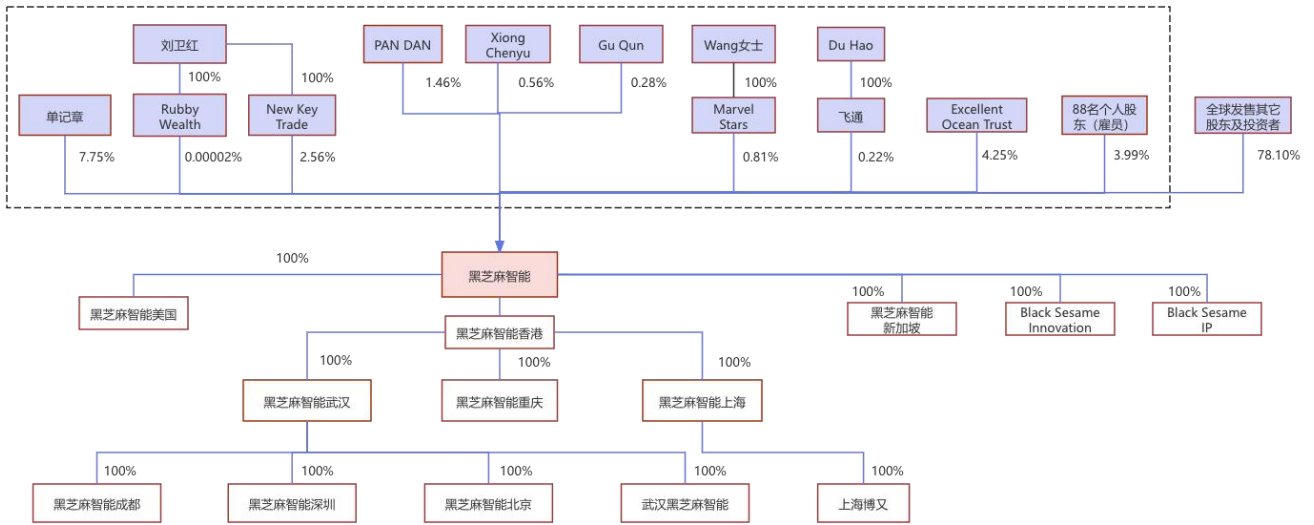 刘卫红
PAN DAN
Xiong
Chenyu
Gu Qun
Wang女士
Du Hao
100%
100%
1.46%
0.56%
0.28%
100%
100%
单记章
Rubby
Wealth
New Key
Trade
Marvel
Stars
飞通
Excellent
Ocean Trust
88名个人股
东（雇员）
全球发售其它
股东及投资者
7.75%
0.00002%
2.56%
0.81%
0.22%
4.25%
3.99%
78.10%
100%
黑芝麻智能
100%
100%
100%
黑芝麻智能美国
黑芝麻智能香港
黑芝麻智能
新加坡
Black Sesame
Innovation
Black Sesame
IP
100%
100%
100%
黑芝麻智能武汉
黑芝麻智能重庆
黑芝麻智能上海
100%
100%
100%
100%
100%
黑芝麻智能成都
黑芝麻智能深圳
黑芝麻智能北京
武汉黑芝麻智能
上海博又